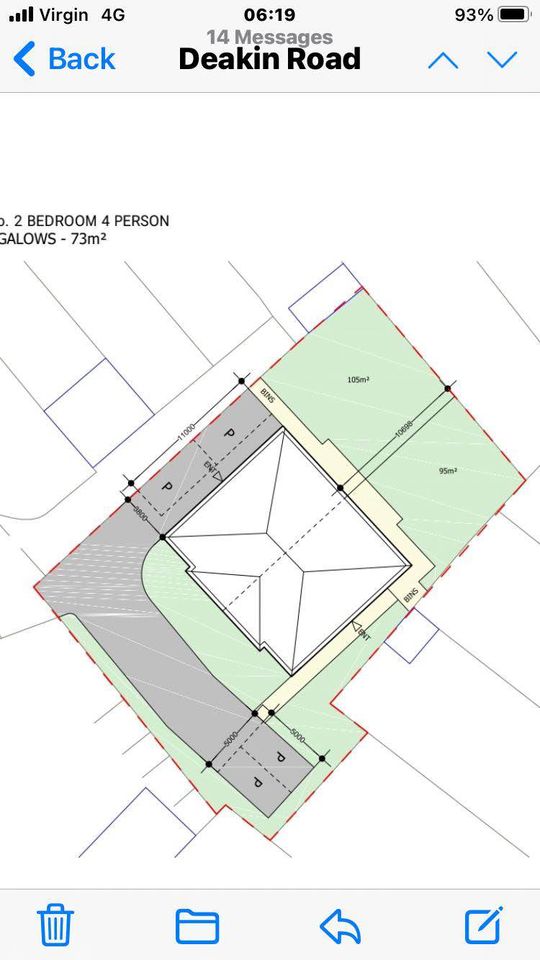 Virgin 4G 06:19 93%
14 Messages
Back Deakin Road
o. 2 BEDROOM 4 PERSON
GALOWS - 73m²
105m²
BINS
11000
P
10698
ENT
95m²
P
3800
BINS
ENT
5000
5000
P
P